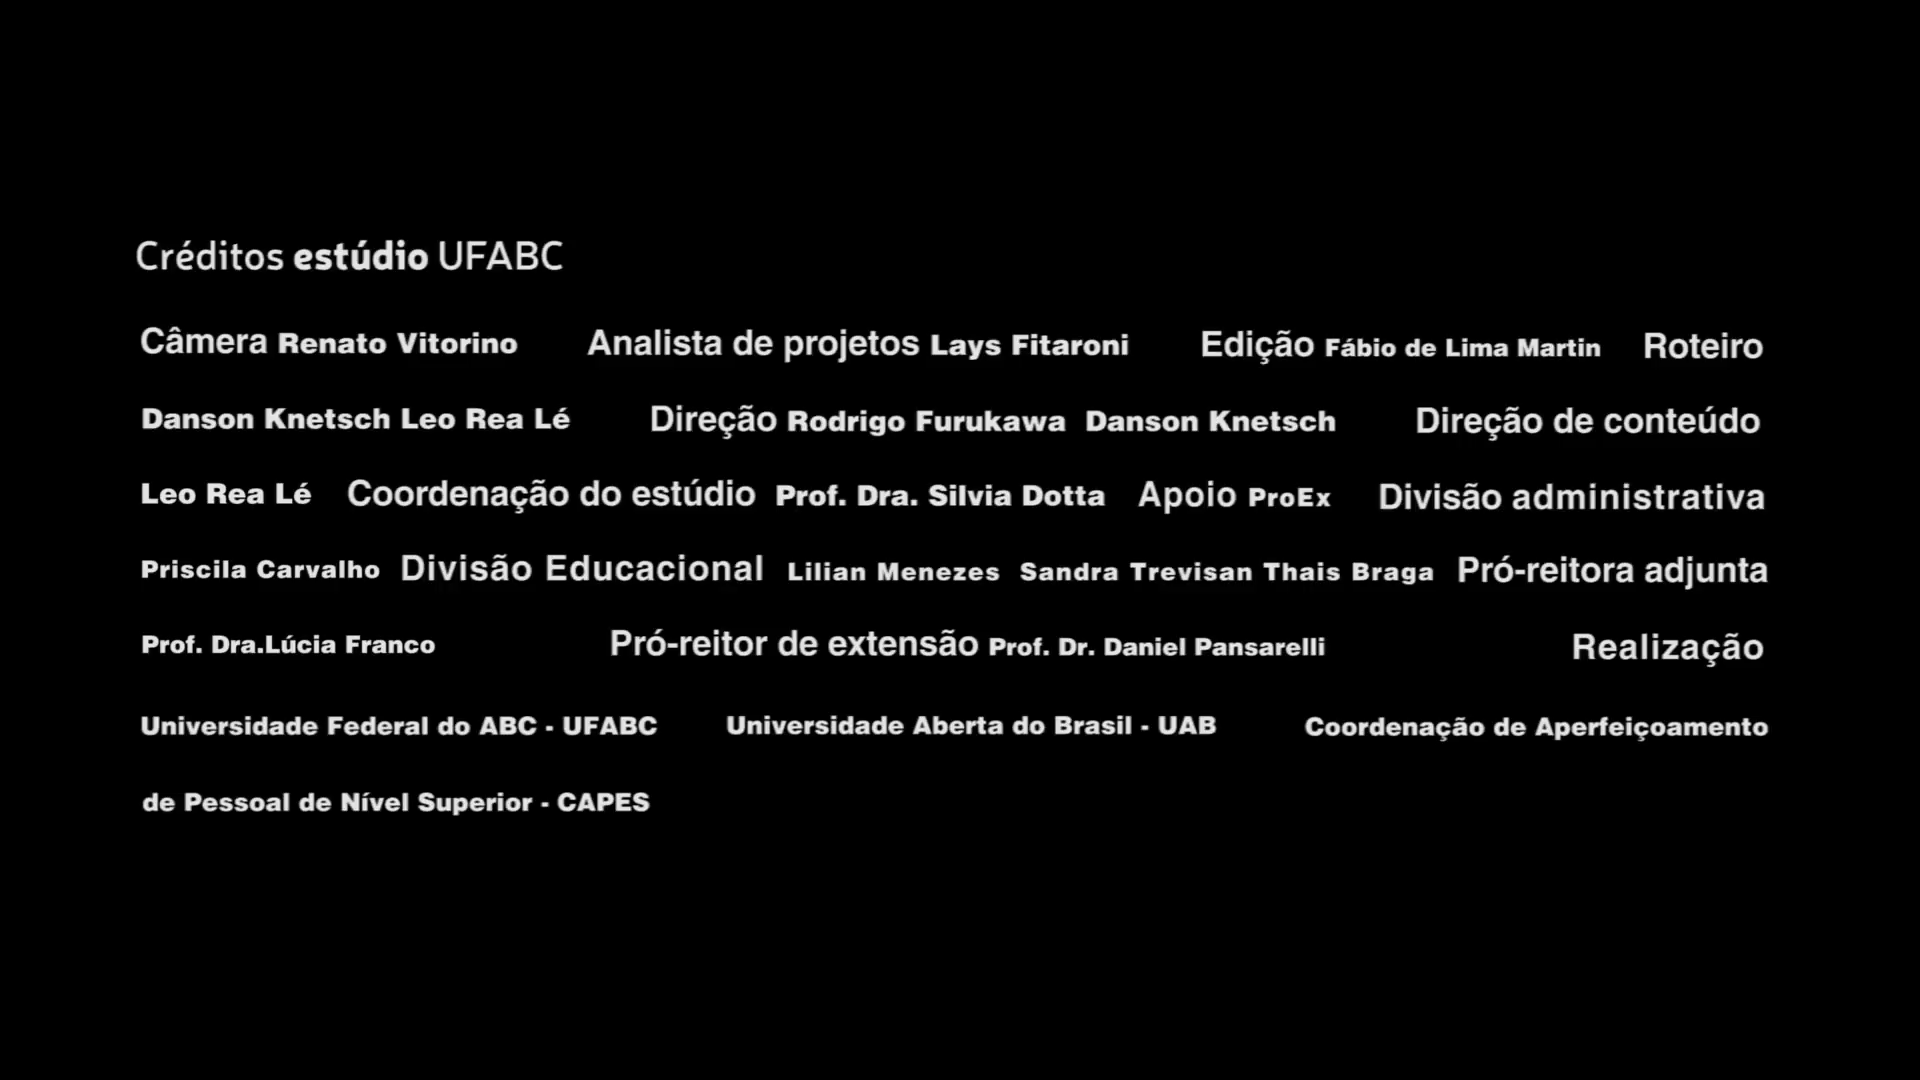 Créditos estúdio UFABC
Câmera Renato Vitorino Analista de projetos Lays Fitaroni Edição Fábio de Lima Martin Roteiro
Danson Knetsch Leo Rea Lé Direção Rodrigo Furukawa Danson Knetsch Direção de conteúdo
Leo Rea Lé Coordenação do estúdio Prof. Dra. Silvia Dotta Apoio ProEx Divisão administrativa
Priscila Carvalho Divisão Educacional Lilian Menezes Sandra Trevisan Thais Braga Pró-reitora adjunta
Prof. Dra.Lúcia Franco Pró-reitor de extensão Prof. Dr. Daniel Pansarelli Realização
Universidade Federal do ABC - UFABC Universidade Aberta do Brasil - UAB Coordenação de Aperfeiçoamento
de Pessoal de Nível Superior - CAPES